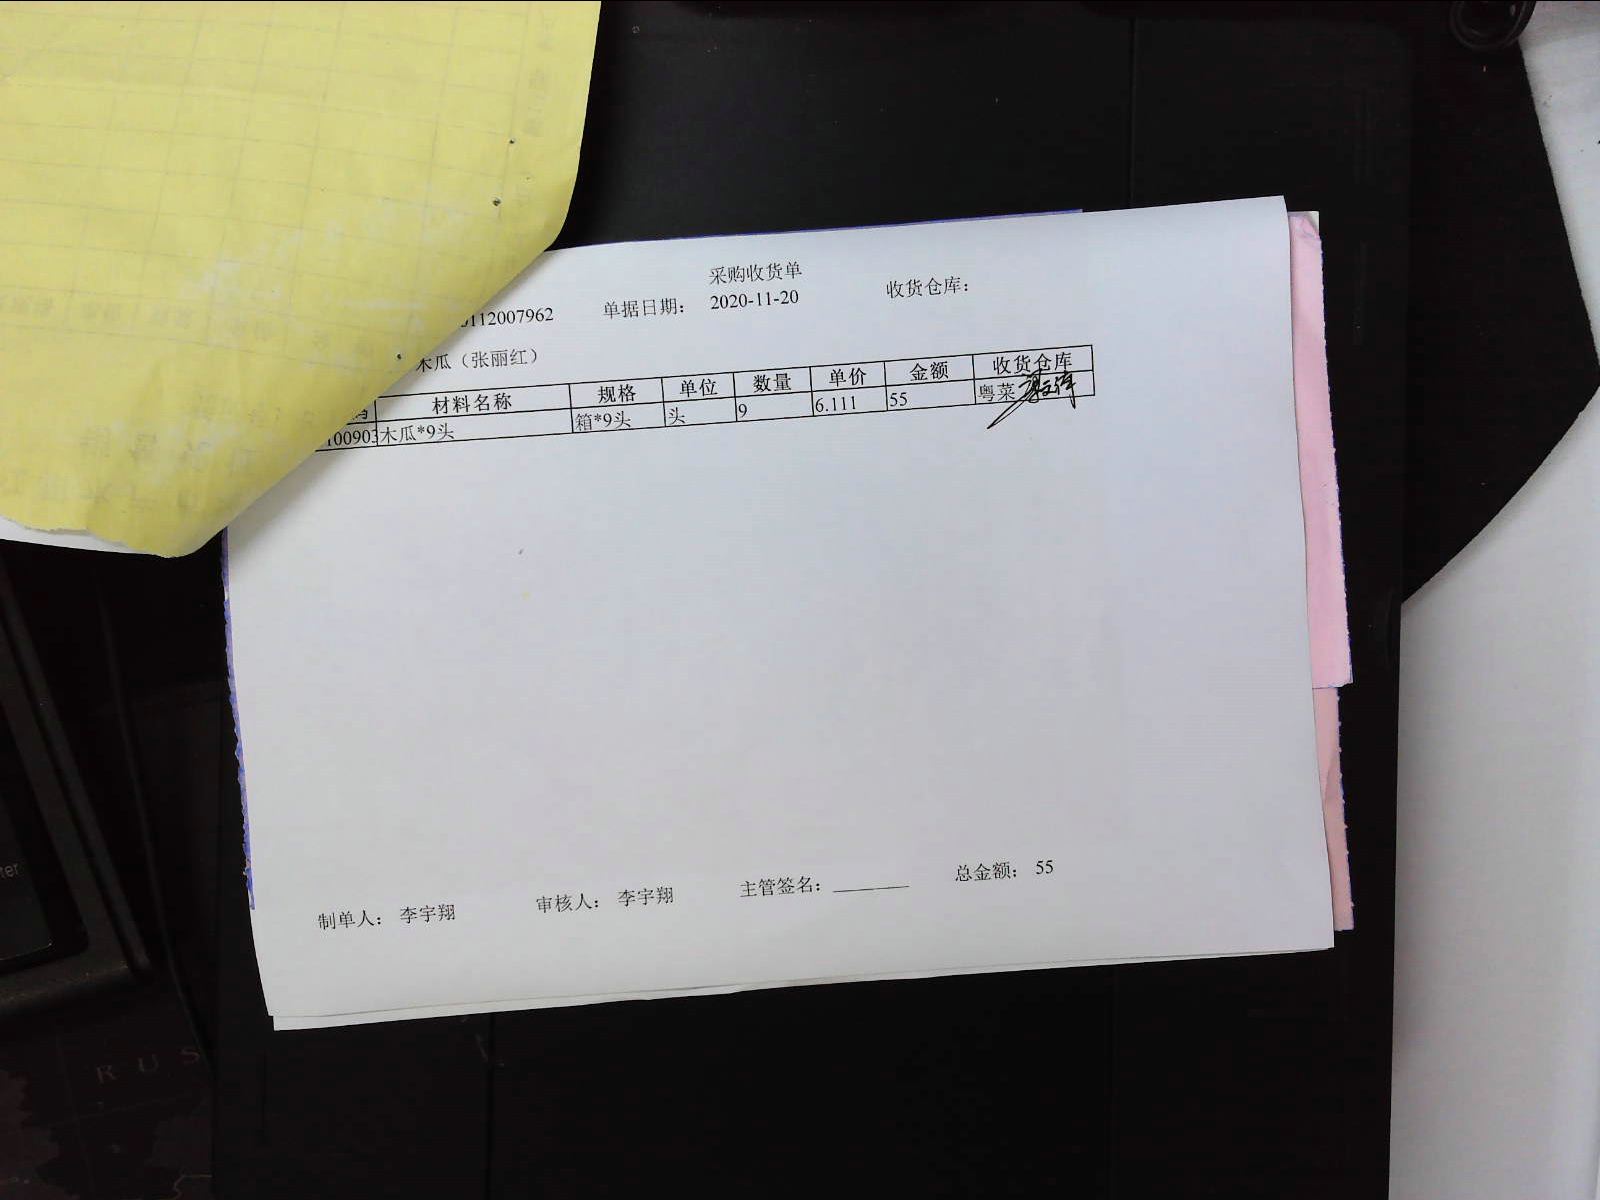 采购收货单
0112007962 单据日期： 2020-11-20 收货仓库：
木瓜（张丽红）
材料名称 规格 单位 数量 单价 金额 收货仓库
100903 木瓜*9头 箱*9头 头 9 6.111 55 粤菜
制单人： 李宇翔 审核人： 李宇翔 主管签名： 总金额： 55
R U S